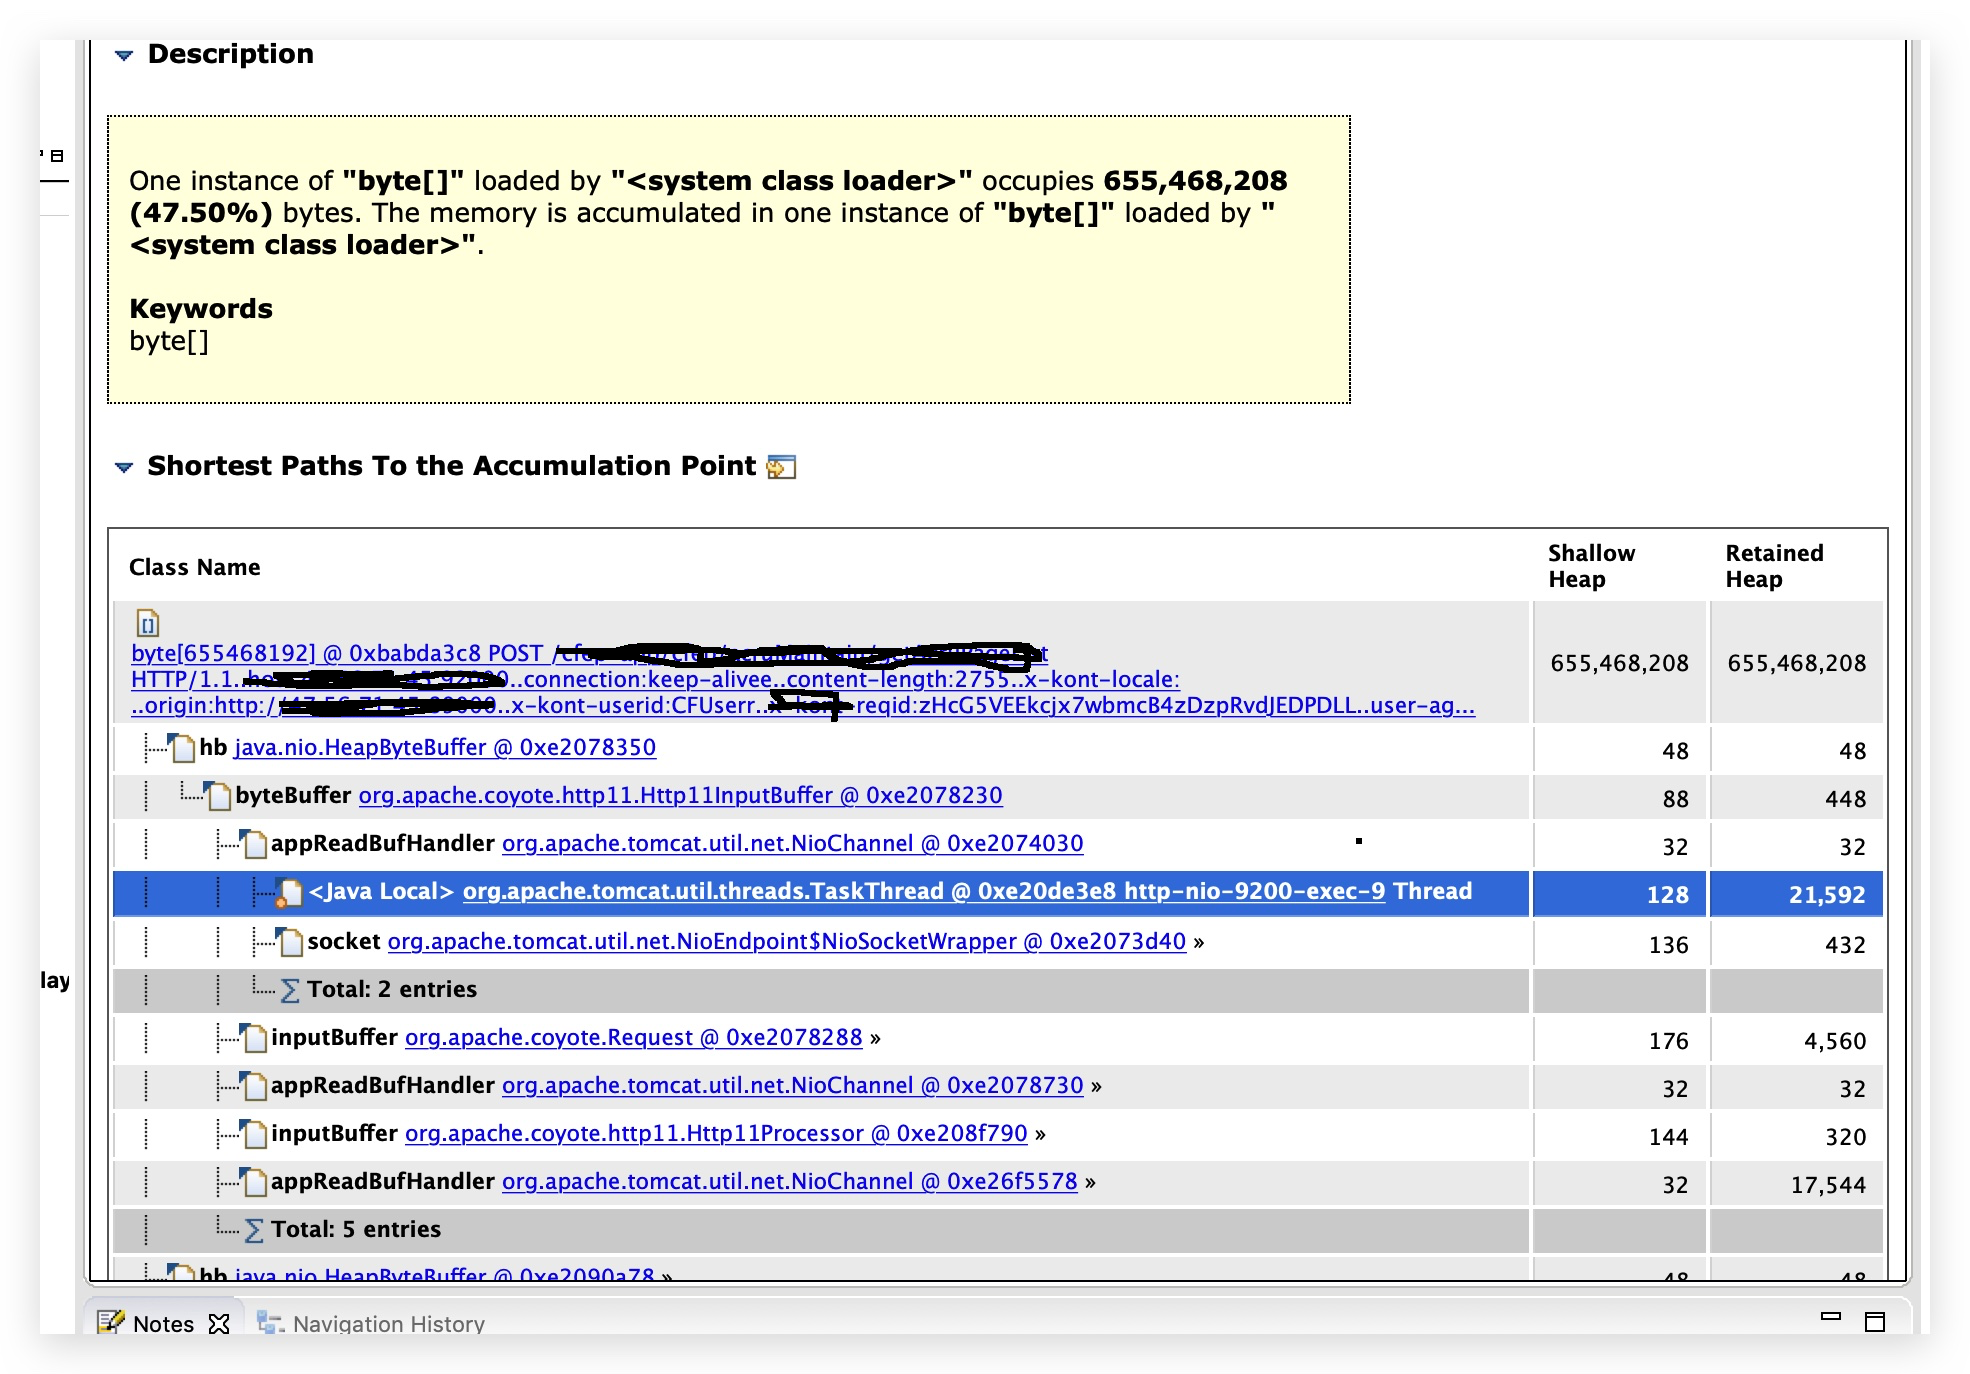 Description
One instance of "byte[]" loaded by "<system class loader>" occupies 655,468,208
(47.50%) bytes. The memory is accumulated in one instance of "byte[]" loaded by "
<system class loader>".
Keywords
byte[]
Shortest Paths To the Accumulation Point
Class Name Shallow Heap Retained Heap
byte[655468192] @ 0xbabda3c8 POST /
HTTP/1.1.. ..connection:keep-alivee..content-length:2755..x-kont-locale: 655,468,208 655,468,208
..origin:http:/ ..x-kont-userid:CFUserr.. -reqid:zHcG5VEEkcjx7wbmcB4zDzpRvdJEDPDLL..user-ag...
hb java.nio.HeapByteBuffer @ 0xe2078350 48 48
byteBuffer org.apache.coyote.http11.Http11InputBuffer @ 0xe2078230 88 448
appReadBufHandler org.apache.tomcat.util.net.NioChannel @ 0xe2074030 32 32
<Java Local> org.apache.tomcat.util.threads.TaskThread @ 0xe20de3e8 http-nio-9200-exec-9 Thread 128 21,592
socket org.apache.tomcat.util.net.NioEndpoint$NioSocketWrapper @ 0xe2073d40 » 136 432
lay
Total: 2 entries
inputBuffer org.apache.coyote.Request @ 0xe2078288 » 176 4,560
appReadBufHandler org.apache.tomcat.util.net.NioChannel @ 0xe2078730 » 32 32
inputBuffer org.apache.coyote.http11.Http11Processor @ 0xe208f790 » 144 320
appReadBufHandler org.apache.tomcat.util.net.NioChannel @ 0xe26f5578 » 32 17,544
Total: 5 entries
hb java.nio.HeapByteBuffer @ 0xe2090a78 » 48 48
Notes Navigation History